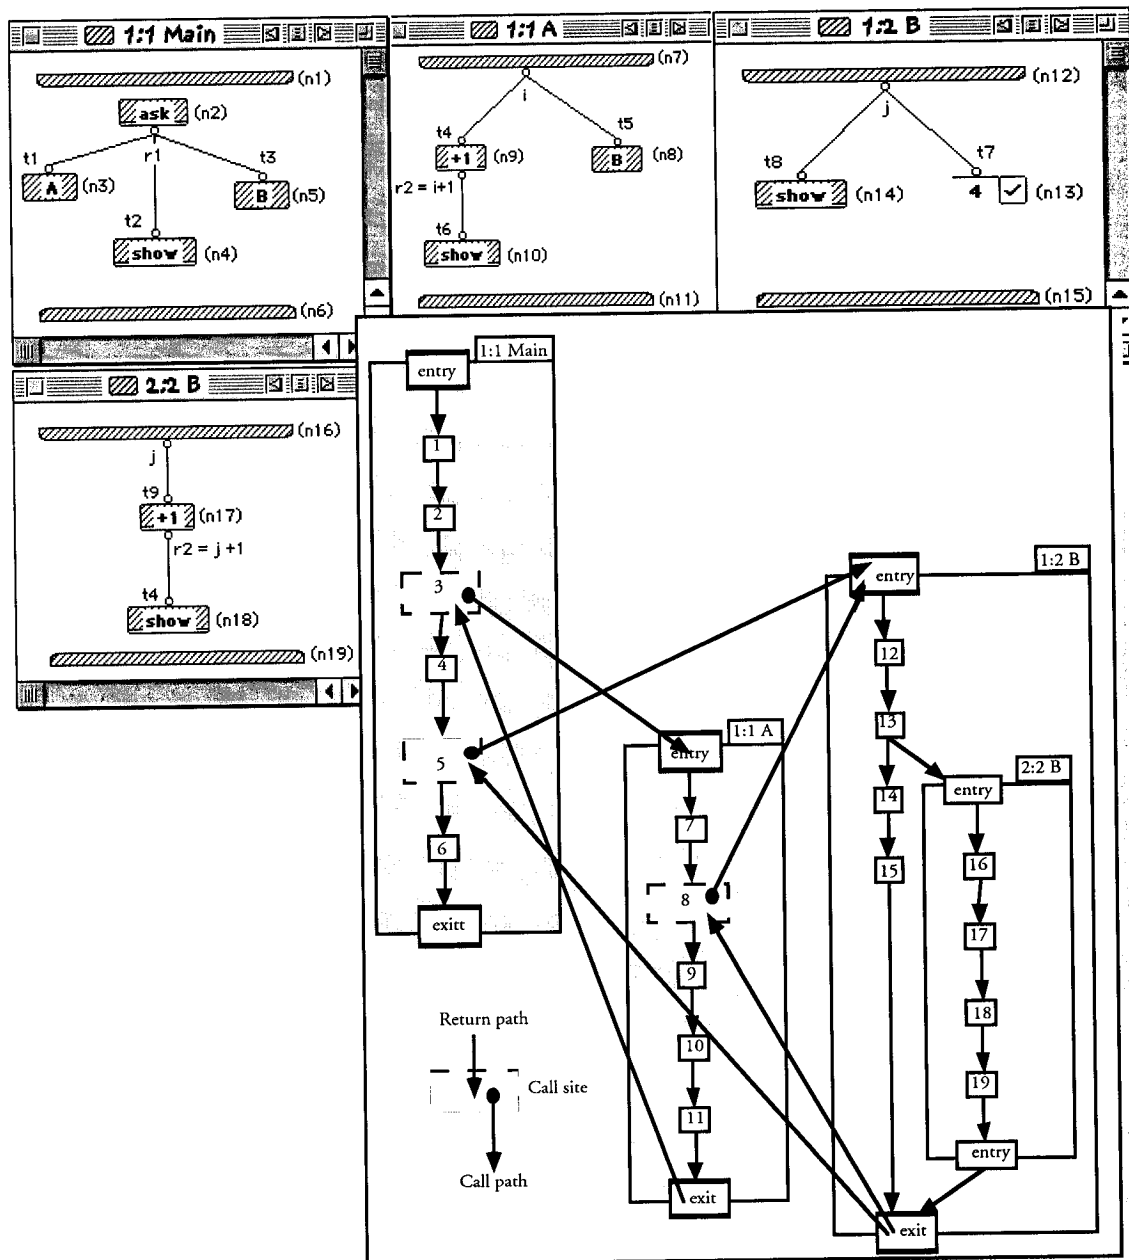 1:1 Main
(n1)
ask (n2)
t1 r1 t3
A (n3)
B (n5)
t2
show (n4)
(n6)
1:1 A
(n7)
i
t4 t5
+1 (n9)
B (n8)
r2 = i+1
t6
show (n10)
(n11)
1:2 B
(n12)
j
t8 t7
show (n14)
4 (n13)
(n15)
2:2 B
(n16)
j
t9
+1 (n17)
r2 = j+1
t4
show (n18)
(n19)
1:1 Main
entry
1
2
3
4
5
6
exitt
1:1 A
entry
7
8
9
10
11
exit
1:2 B
entry
12
13
14
15
exit
2:2 B
entry
16
17
18
19
entry
Return path
Call site
Call path